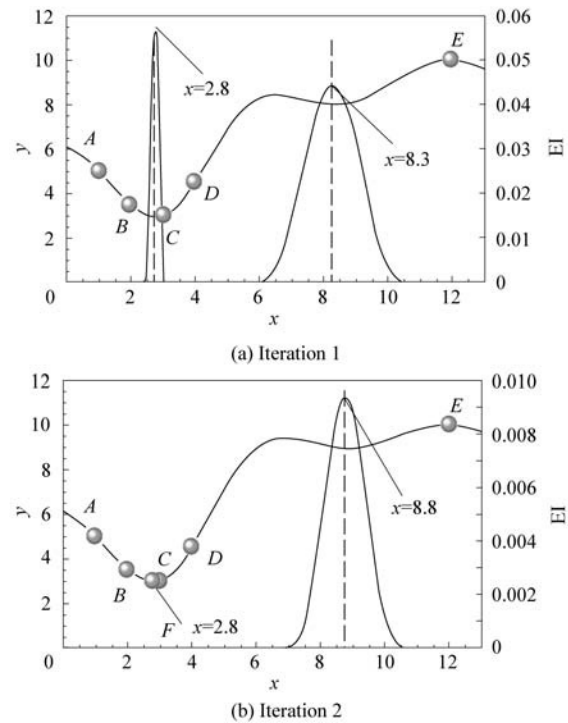 12
0.06
10
0.05
E
8
x=2.8
0.04
y
6
A
x=8.3
0.03
EI
4
B
D
0.02
2
C
0.01
0
0
0
2
4
6
8
10
12
x
(a) Iteration 1
12
0.010
10
E
0.008
8
y
6
A
x=8.8
0.006
EI
4
C
D
0.004
B
2
F
x=2.8
0.002
0
0
0
2
4
6
8
10
12
x
(b) Iteration 2